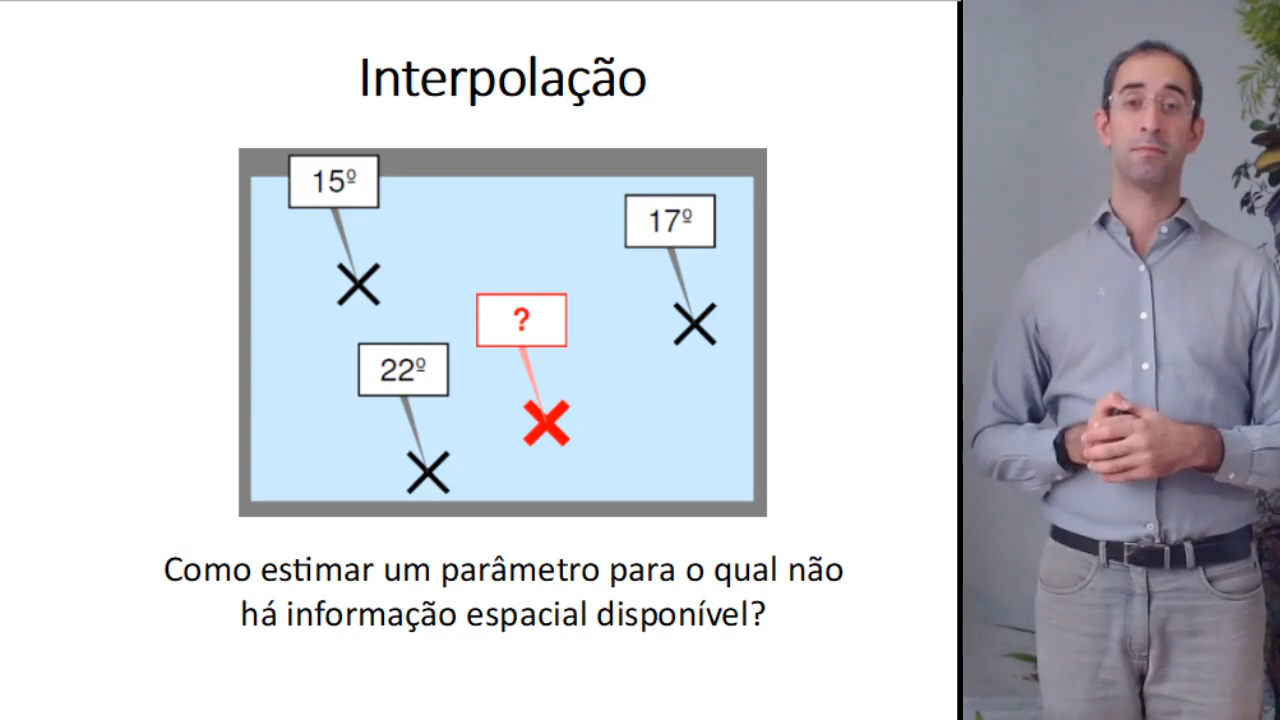 Interpolação
15º
17º
?
22º
Como estimar um parâmetro para o qual não
há informação espacial disponível?